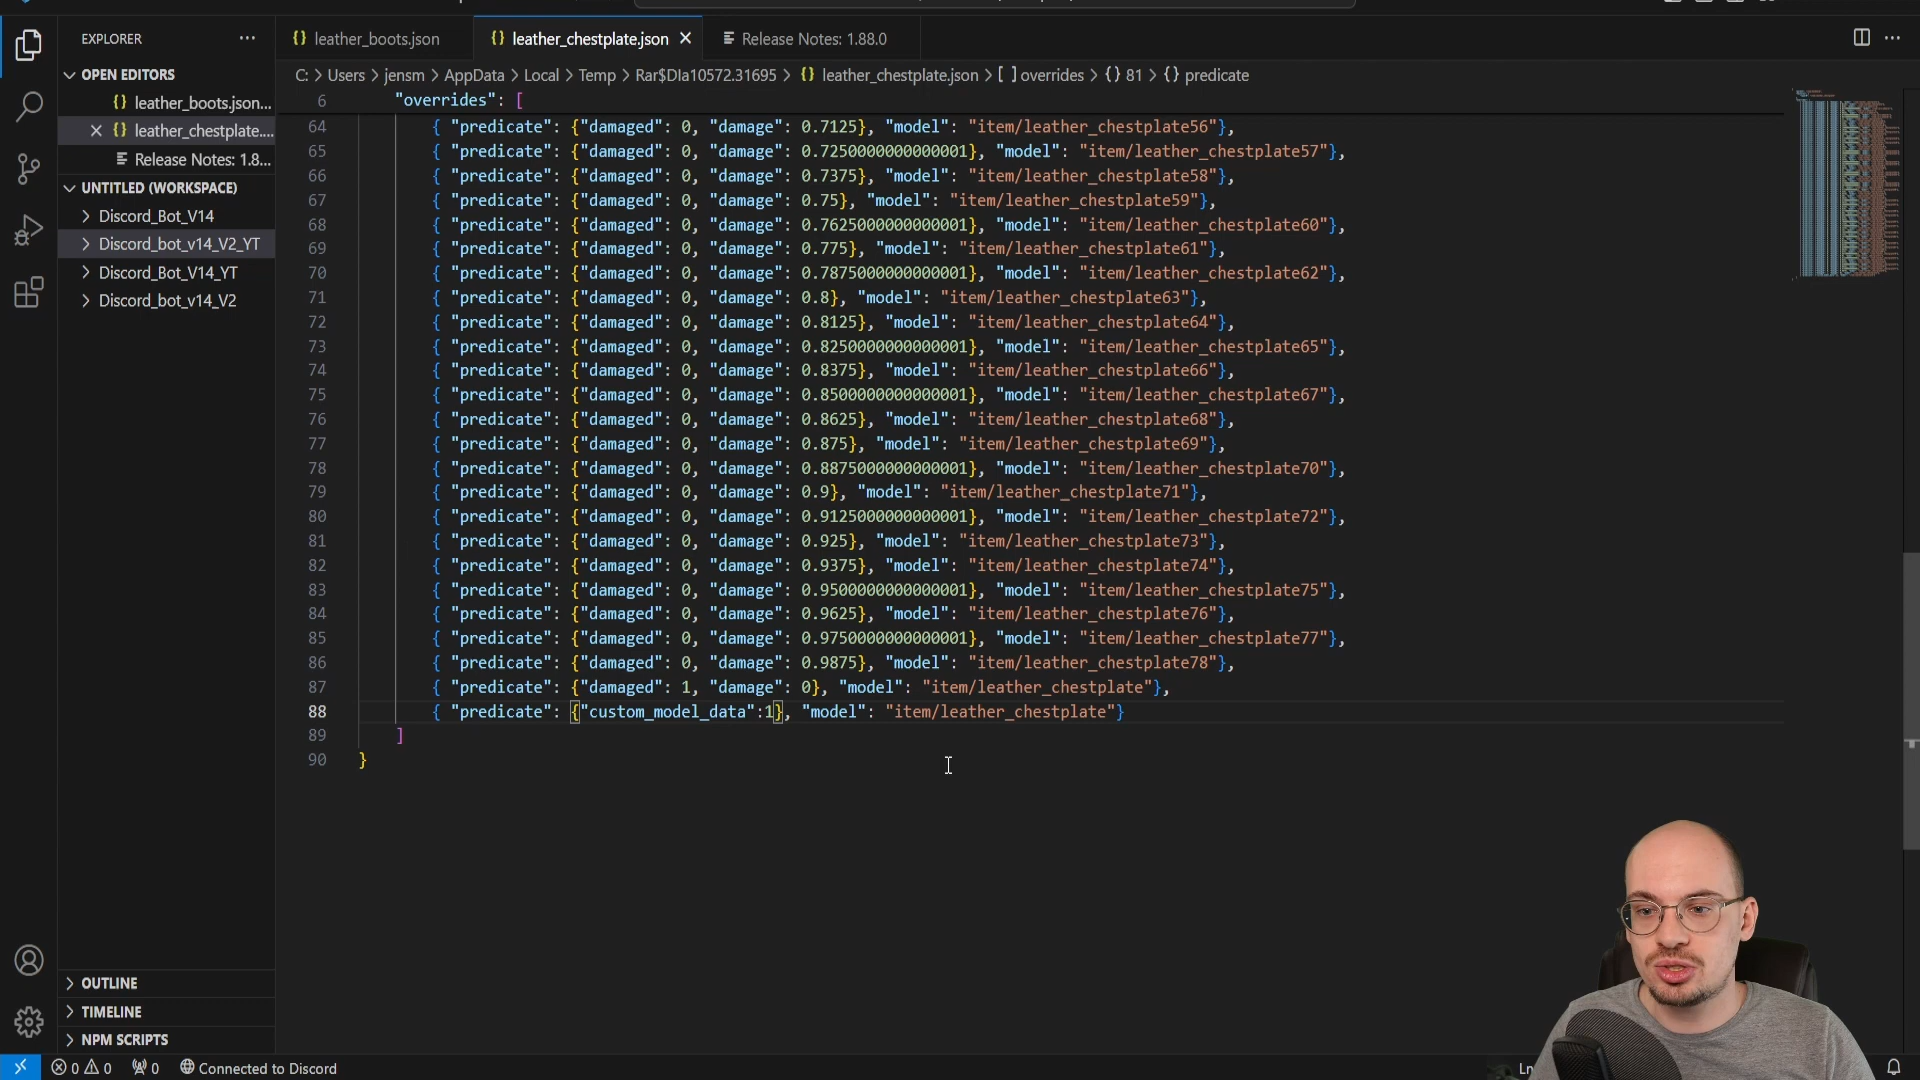 EXPLORER
OPEN EDITORS
leather_boots.json...
leather_chestplate....
Release Notes: 1.8...
UNTITLED (WORKSPACE)
Discord_Bot_V14
Discord_bot_v14_V2_YT
Discord_Bot_V14_YT
Discord_bot_v14_V2
OUTLINE
TIMELINE
NPM SCRIPTS
leather_boots.json
leather_chestplate.json
Release Notes: 1.88.0
C: > Users > jensm > AppData > Local > Temp > Rar$DIa10572.31695 > {} leather_chestplate.json > [ ] overrides > {} 81 > {} predicate
6 "overrides": [
64 { "predicate": {"damaged": 0, "damage": 0.7125}, "model": "item/leather_chestplate56"},
65 { "predicate": {"damaged": 0, "damage": 0.7250000000000001}, "model": "item/leather_chestplate57"},
66 { "predicate": {"damaged": 0, "damage": 0.7375}, "model": "item/leather_chestplate58"},
67 { "predicate": {"damaged": 0, "damage": 0.75}, "model": "item/leather_chestplate59"},
68 { "predicate": {"damaged": 0, "damage": 0.7625000000000001}, "model": "item/leather_chestplate60"},
69 { "predicate": {"damaged": 0, "damage": 0.775}, "model": "item/leather_chestplate61"},
70 { "predicate": {"damaged": 0, "damage": 0.7875000000000001}, "model": "item/leather_chestplate62"},
71 { "predicate": {"damaged": 0, "damage": 0.8}, "model": "item/leather_chestplate63"},
72 { "predicate": {"damaged": 0, "damage": 0.8125}, "model": "item/leather_chestplate64"},
73 { "predicate": {"damaged": 0, "damage": 0.8250000000000001}, "model": "item/leather_chestplate65"},
74 { "predicate": {"damaged": 0, "damage": 0.8375}, "model": "item/leather_chestplate66"},
75 { "predicate": {"damaged": 0, "damage": 0.8500000000000001}, "model": "item/leather_chestplate67"},
76 { "predicate": {"damaged": 0, "damage": 0.8625}, "model": "item/leather_chestplate68"},
77 { "predicate": {"damaged": 0, "damage": 0.875}, "model": "item/leather_chestplate69"},
78 { "predicate": {"damaged": 0, "damage": 0.8875000000000001}, "model": "item/leather_chestplate70"},
79 { "predicate": {"damaged": 0, "damage": 0.9}, "model": "item/leather_chestplate71"},
80 { "predicate": {"damaged": 0, "damage": 0.9125000000000001}, "model": "item/leather_chestplate72"},
81 { "predicate": {"damaged": 0, "damage": 0.925}, "model": "item/leather_chestplate73"},
82 { "predicate": {"damaged": 0, "damage": 0.9375}, "model": "item/leather_chestplate74"},
83 { "predicate": {"damaged": 0, "damage": 0.9500000000000001}, "model": "item/leather_chestplate75"},
84 { "predicate": {"damaged": 0, "damage": 0.9625}, "model": "item/leather_chestplate76"},
85 { "predicate": {"damaged": 0, "damage": 0.9750000000000001}, "model": "item/leather_chestplate77"},
86 { "predicate": {"damaged": 0, "damage": 0.9875}, "model": "item/leather_chestplate78"},
87 { "predicate": {"damaged": 1, "damage": 0}, "model": "item/leather_chestplate"},
88 { "predicate": {"custom_model_data":1}, "model": "item/leather_chestplate"}
89 ]
90 }
0 0 0 Connected to Discord
Ln